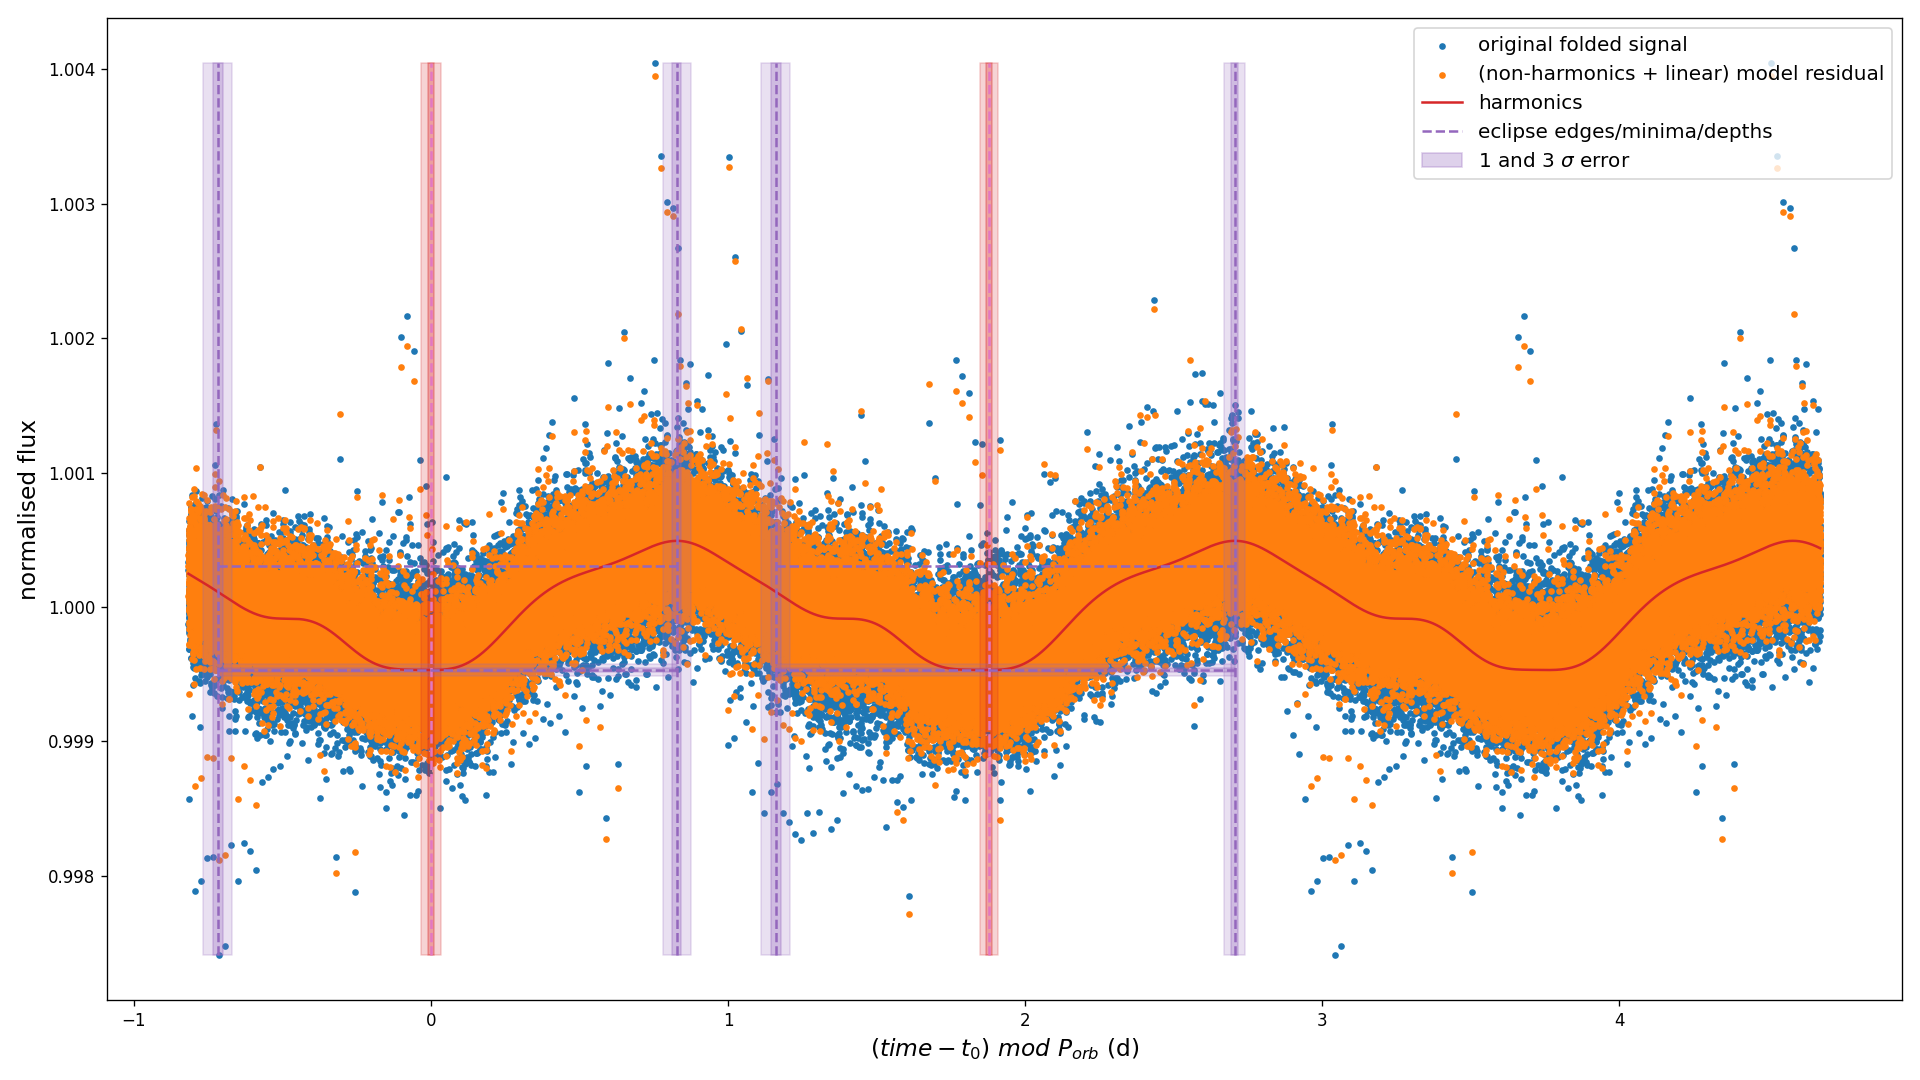 original folded signal
(non-harmonics + linear) model residual
harmonics
eclipse edges/minima/depths
1 and 3 σ error
1.004
1.003
1.002
1.001
1.000
0.999
0.998
normalised flux
−1
0
1
2
3
4
(time − t₀) mod Pₒᵣb (d)